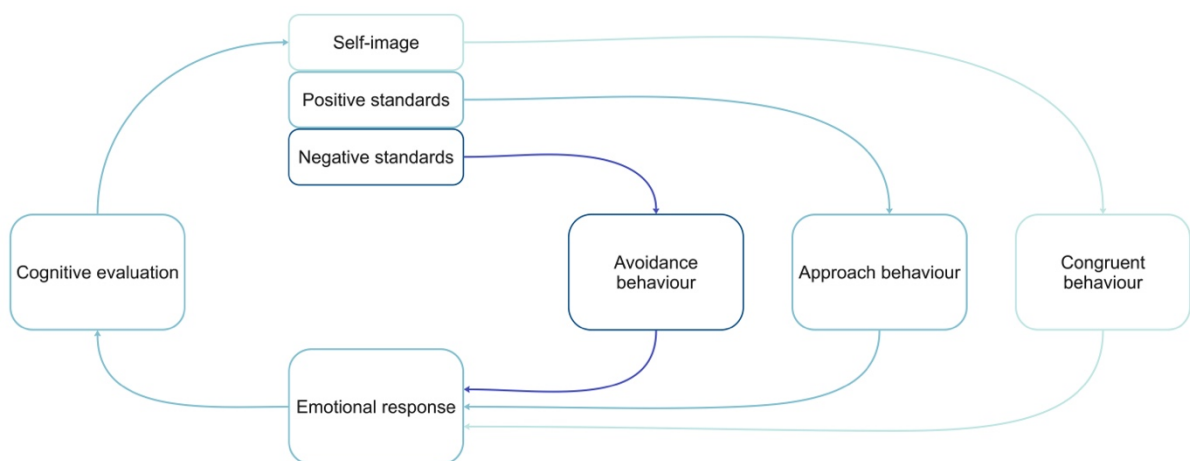 Self-image
Positive standards
Negative standards
Cognitive evaluation
Avoidance
behaviour
Approach behaviour
Congruent
behaviour
Emotional response